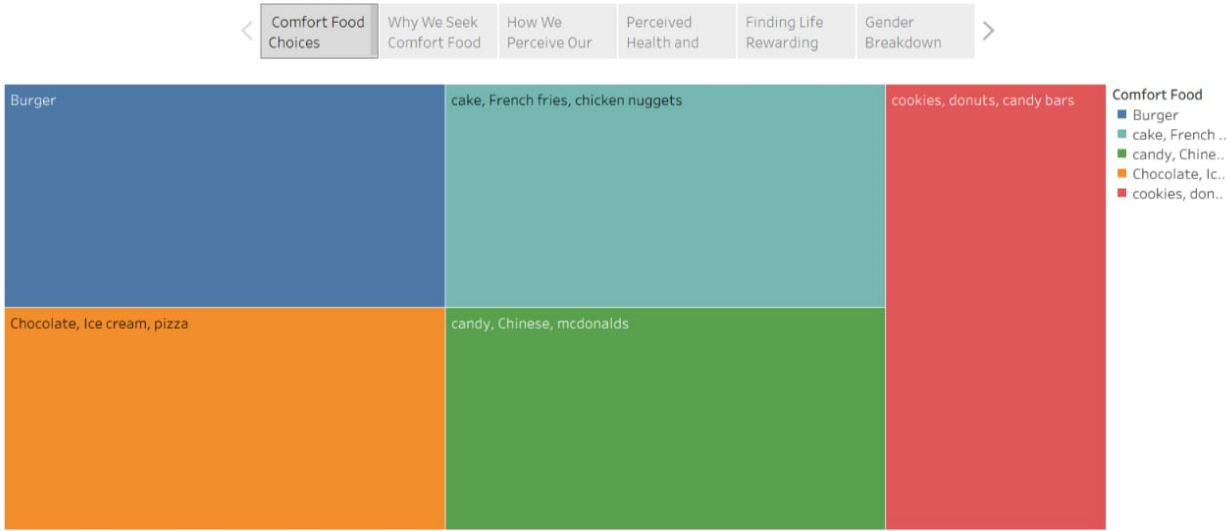 Comfort Food
Choices
Why We Seek
Comfort Food
How We
Perceive Our
Perceived
Health and
Finding Life
Rewarding
Gender
Breakdown
Burger
cake, French fries, chicken nuggets
cookies, donuts, candy bars
Chocolate, Ice cream, pizza
candy, Chinese, mcdonalds
Comfort Food
Burger
cake, French ..
candy, Chine..
Chocolate, Ic..
cookies, don..